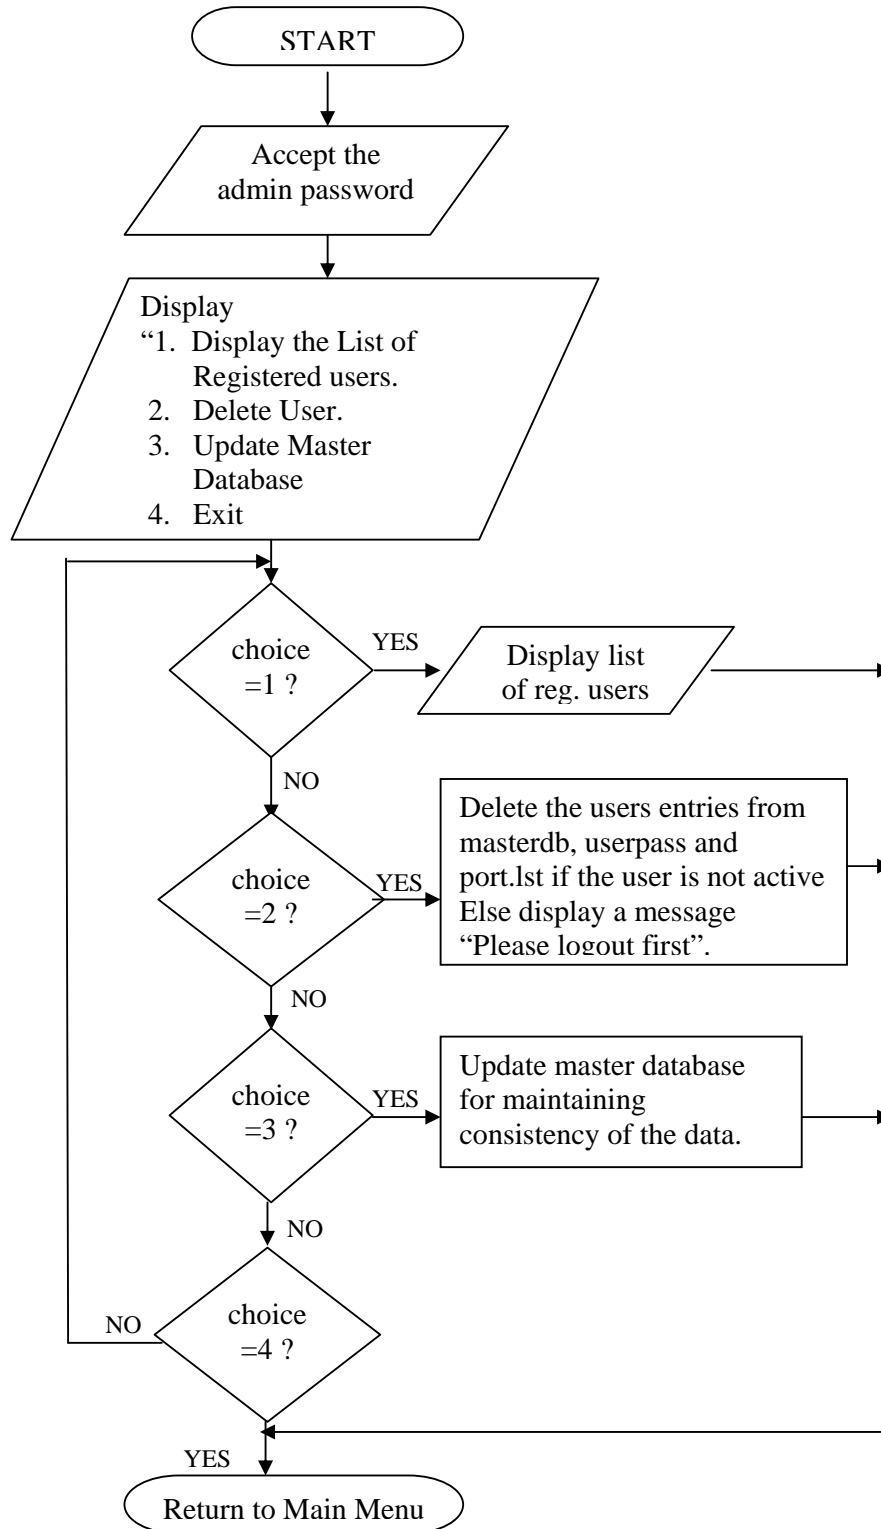 START
Accept the
admin password
Display
“1. Display the List of
Registered users.
2. Delete User.
3. Update Master
Database
4. Exit
choice
=1 ?
YES
Display list
of reg. users
NO
choice
=2 ?
YES
Delete the users entries from
masterdb, userpass and
port.lst if the user is not active
Else display a message
“Please logout first”.
NO
choice
=3 ?
YES
Update master database
for maintaining
consistency of the data.
NO
choice
=4 ?
NO
YES
Return to Main Menu